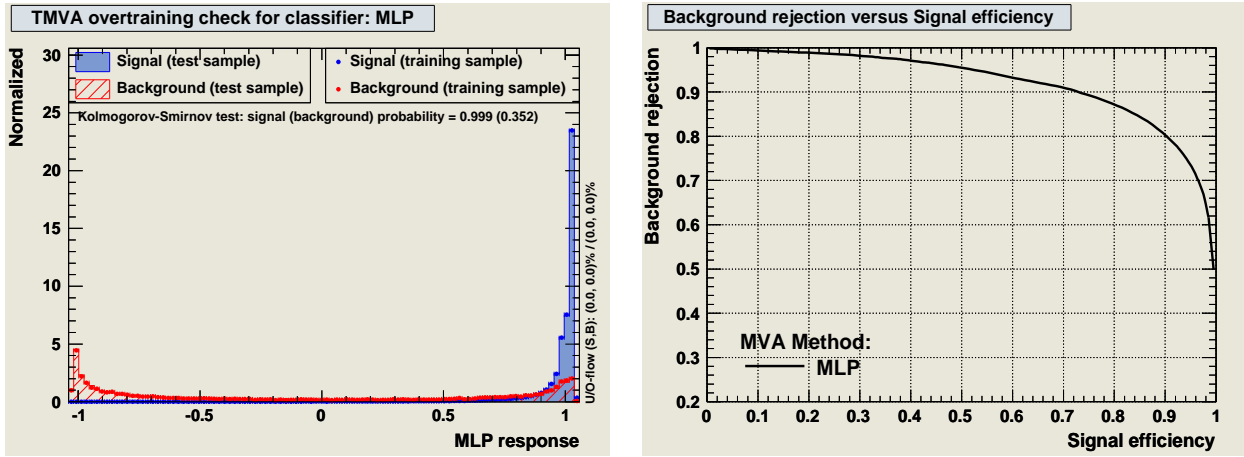 TMVA overtraining check for classifier: MLP
Normalized
30
25
20
15
10
5
0
Signal (test sample)
Background (test sample)
Signal (training sample)
Background (training sample)
Kolmogorov-Smirnov test: signal (background) probability = 0.999 (0.352)
U/O-flow (S,B): (0.0, 0.0)% / (0.0, 0.0)%
-1 -0.5 0 0.5 1
MLP response
Background rejection versus Signal efficiency
Background rejection
1
0.9
0.8
0.7
0.6
0.5
0.4
0.3
0.2
MVA Method:
MLP
0 0.1 0.2 0.3 0.4 0.5 0.6 0.7 0.8 0.9 1
Signal efficiency